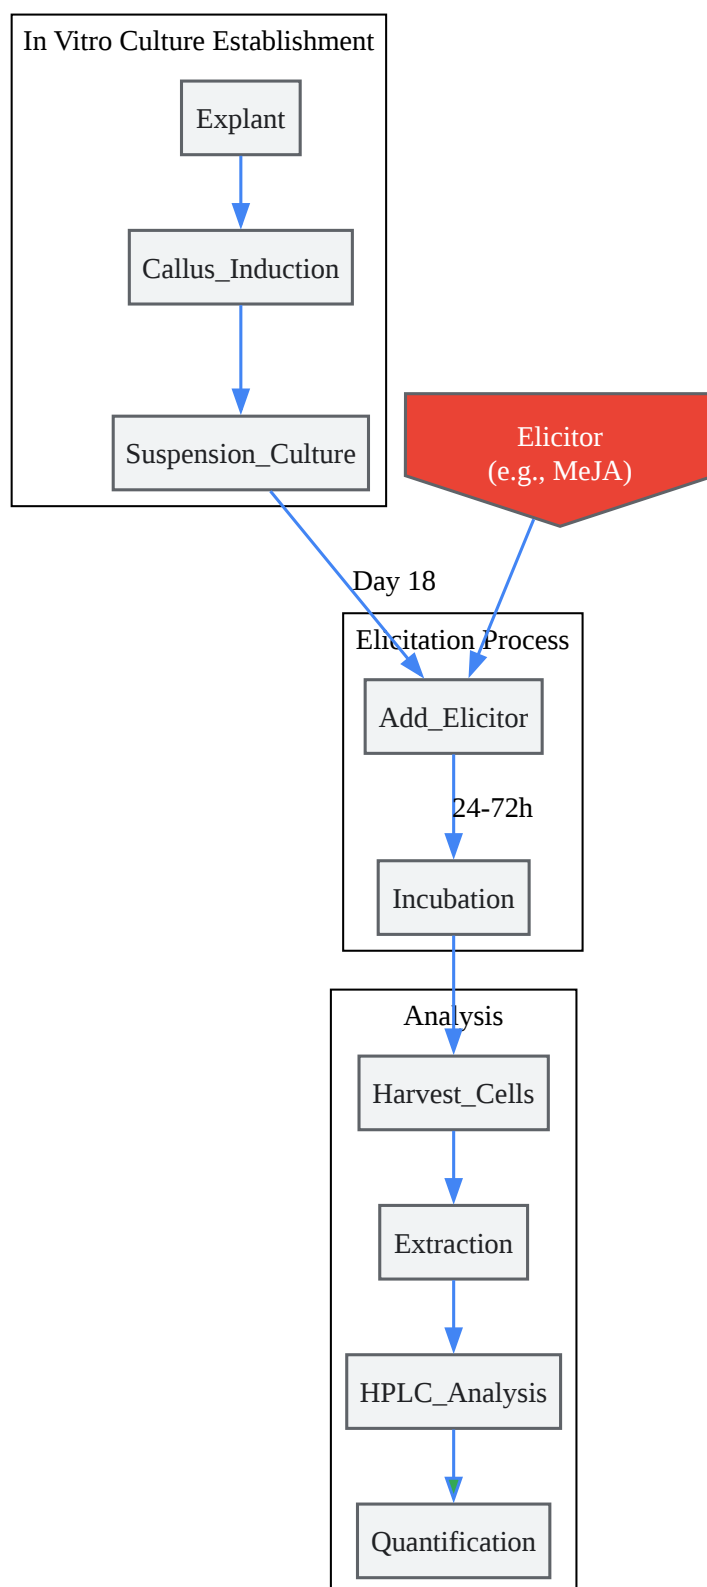 In Vitro Culture Establishment
Explant
Callus_Induction
Suspension_Culture
Elicitor
(e.g., MeJA)
Day 18
Elicitation Process
Add_Elicitor
24-72h
Incubation
Analysis
Harvest_Cells
Extraction
HPLC_Analysis
Quantification